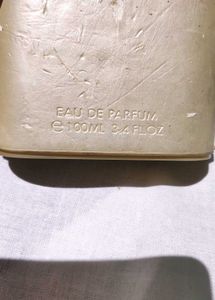 EAU DE PARFUM
℮ 100ML 3.4 FL.OZ